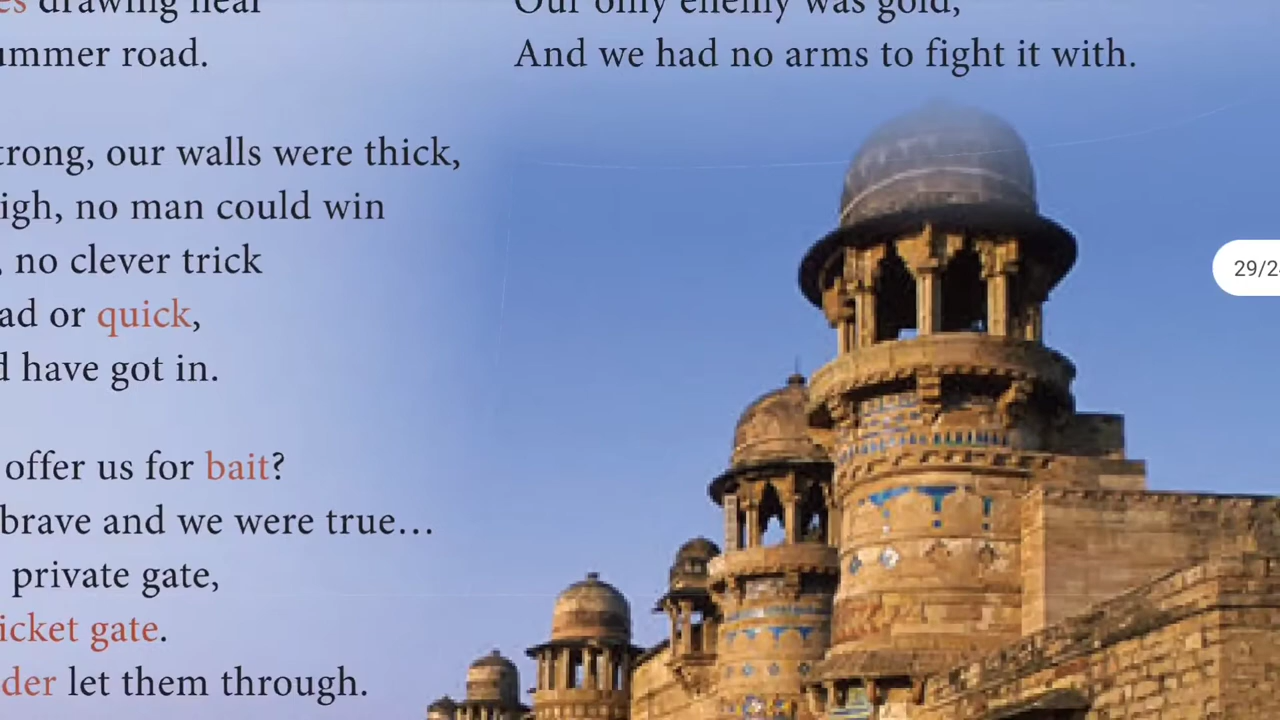 drawing near
ummer road.
trong, our walls were thick,
igh, no man could win
, no clever trick
ad or quick,
d have got in.
offer us for bait?
brave and we were true…
private gate,
icket gate.
der let them through.
Our only enemy was gold,
And we had no arms to fight it with.
29/2